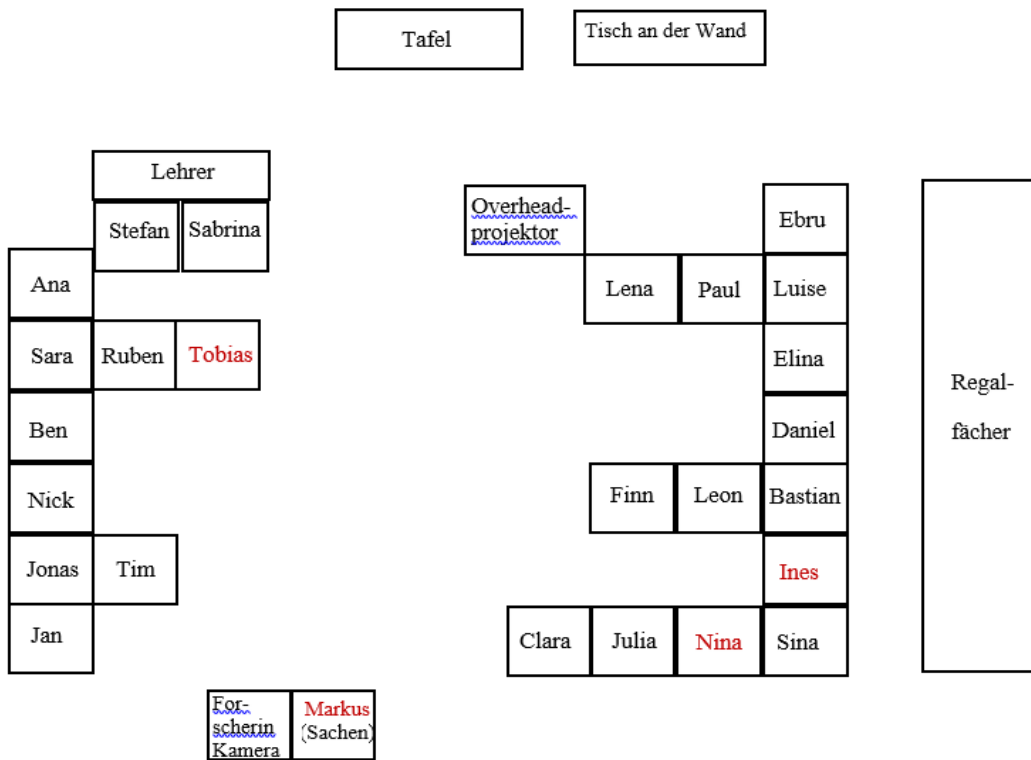 Tafel
Tisch an der Wand
Lehrer
Stefan
Sabrina
Overhead-
projektor
Ebru
Ana
Lena
Paul
Luise
Sara
Ruben
Tobias
Elina
Regal-
fächer
Ben
Daniel
Nick
Finn
Leon
Bastian
Jonas
Tim
Ines
Jan
Clara
Julia
Nina
Sina
For-
scherin
Kamera
Markus
(Sachen)